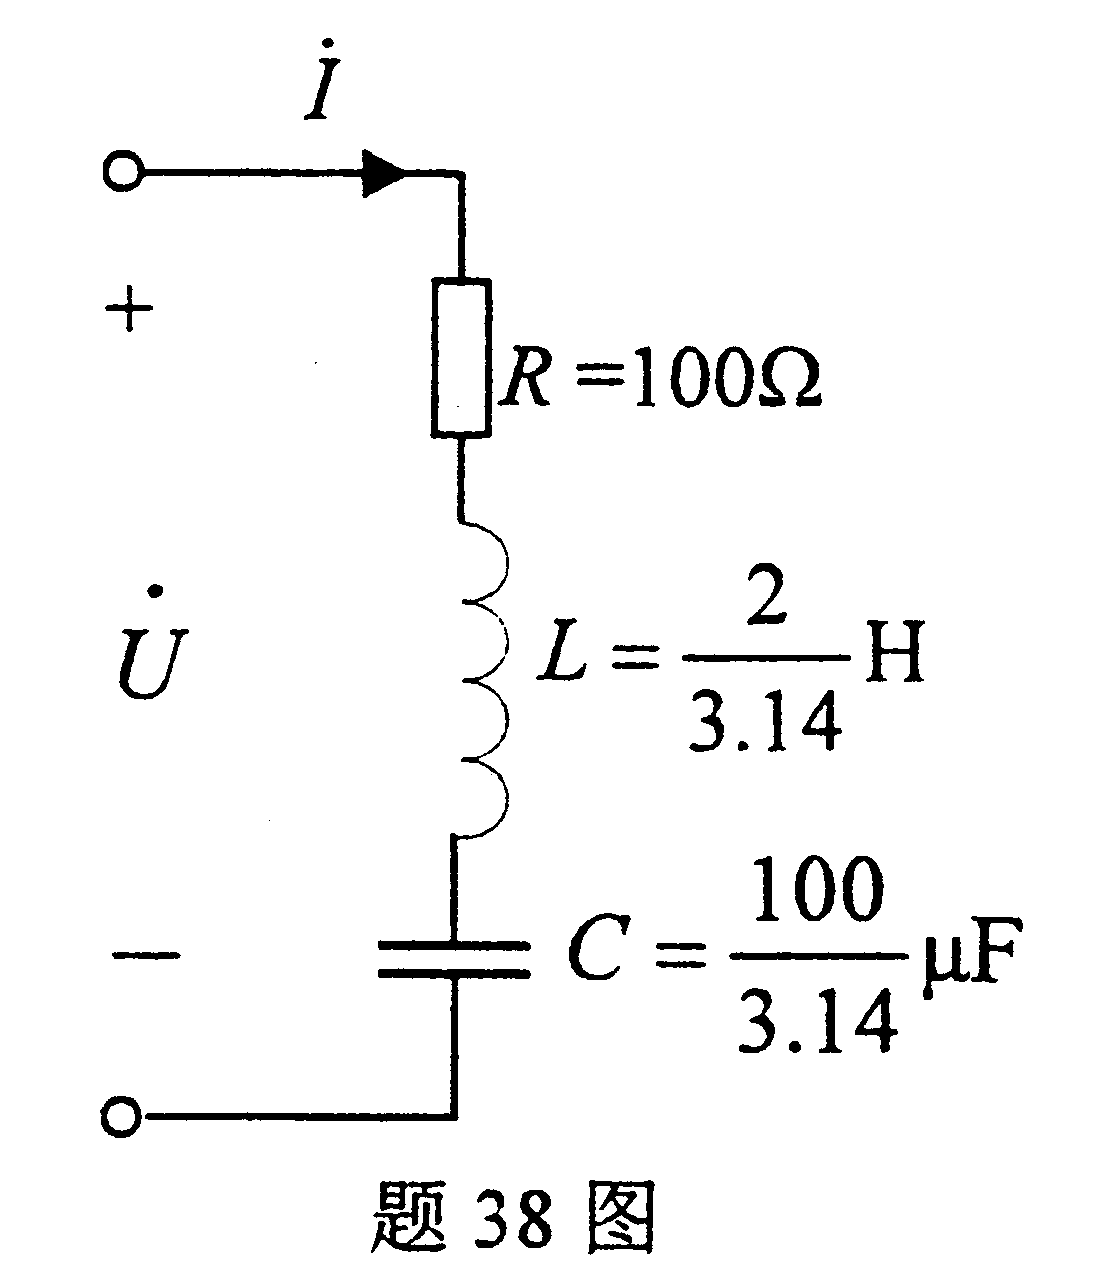 İ
+
R=100Ω
U̇
L = 2/3.14 H
−
C = 100/3.14 μF
题 38 图